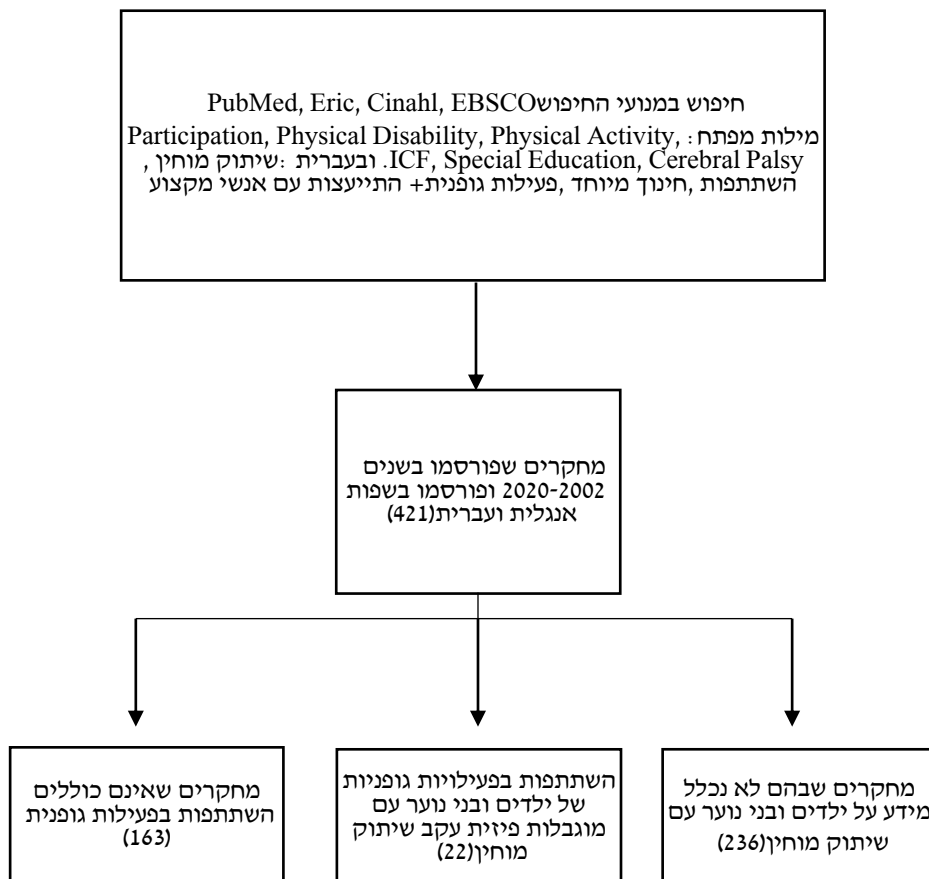 חיפוש במנועי החיפושPubMed, Eric, Cinahl, EBSCO
מילות מפתח: Participation, Physical Disability, Physical Activity,
ICF, Special Education, Cerebral Palsy. ובעברית: שיתוק מוחין,
השתתפות, חינוך מיוחד, פעילות גופנית+ התייעצות עם אנשי מקצוע
מחקרים שפורסמו בשנים
2020-2002 ופורסמו בשפות
אנגלית ועברית(421)
מחקרים שבהם לא נכלל
מידע על ילדים ובני נוער עם
שיתוק מוחין(236)
השתתפות בפעילויות גופניות
של ילדים ובני נוער עם
מוגבלות פיזית עקב שיתוק
מוחין(22)
מחקרים שאינם כוללים
השתתפות בפעילות גופנית
(163)